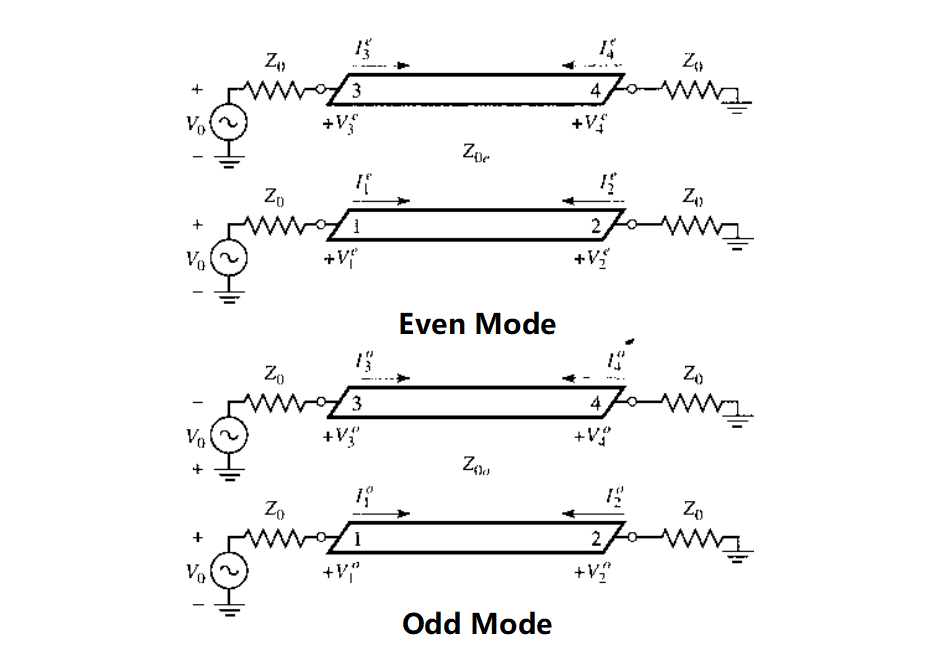 I₃ᵉ I₄ᵉ
Z₀ Z₀
+ 3 4
V₀ +V₃ᵉ +V₄ᵉ
−
Z₀ₑ
I₁ᵉ I₂ᵉ
Z₀ Z₀
+ 1 2
V₀ +V₁ᵉ +V₂ᵉ
−
Even Mode
I₃ᵒ I₄ᵒ
Z₀ Z₀
− 3 4
V₀ +V₃ᵒ +V₄ᵒ
+
Z₀ₒ
I₁ᵒ I₂ᵒ
Z₀ Z₀
+ 1 2
V₀ +V₁ᵒ +V₂ᵒ
−
Odd Mode